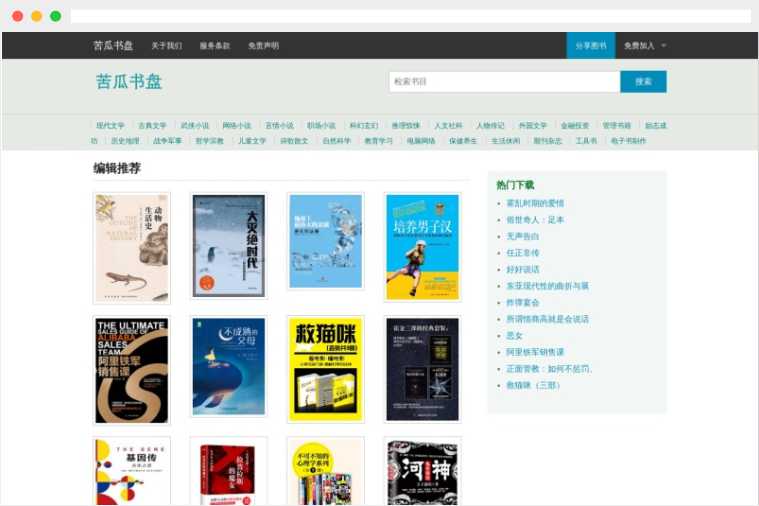 苦瓜书盘 关于我们 服务条款 免责声明 分享图书 免费加入
苦瓜书盘 检索书目 搜索
现代文学 古典文学 武侠小说 网络小说 言情小说 职场小说 科幻玄幻 推理惊悚 人文社科 人物传记 外国文学 金融投资 管理书籍 励志成
功 历史地理 战争军事 哲学宗教 儿童文学 诗歌散文 自然科学 教育学习 电脑网络 保健养生 生活休闲 期刊杂志 工具书 电子书制作
编辑推荐
动物
生活史
大灭绝时代
培养男子汉
THE ULTIMATE
SALES GUIDE OF
ALIBABA
SALES
TEAM
阿里铁军
销售课
不成熟的
父母
救猫咪
THE GENE
基因传
不可不知的
心理学系列
河神
热门下载
霍乱时期的爱情
俗世奇人：足本
无声告白
任正非传
好好说话
东亚现代性的曲折与展
炸弹宴会
所谓情商高就是会说话
恶女
阿里铁军销售课
正面管教：如何不惩罚、
救猫咪（三部）